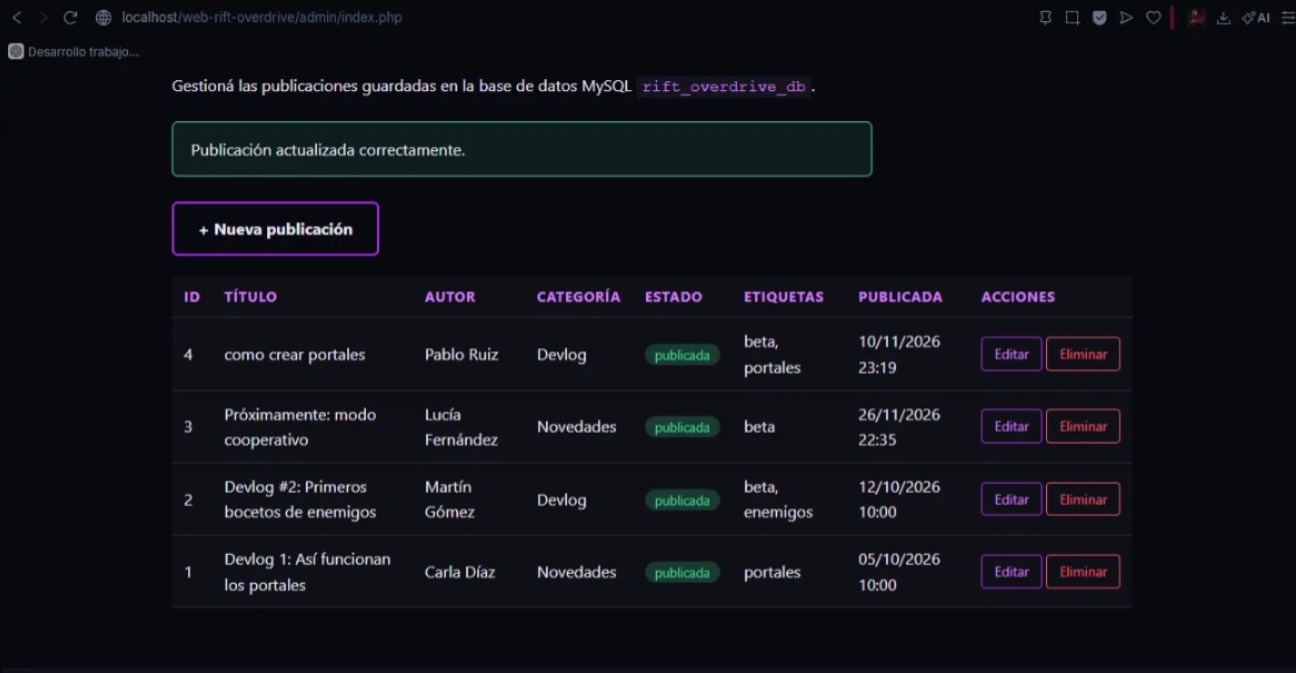 localhost/web-rift-overdrive/admin/index.php
AI
Desarrollo trabajo...
Gestioná las publicaciones guardadas en la base de datos MySQL rift_overdrive_db.
Publicación actualizada correctamente.
+ Nueva publicación
ID TÍTULO AUTOR CATEGORÍA ESTADO ETIQUETAS PUBLICADA ACCIONES
4 como crear portales Pablo Ruiz Devlog publicada beta, portales 10/11/2026 23:19 Editar Eliminar
3 Próximamente: modo cooperativo Lucía Fernández Novedades publicada beta 26/11/2026 22:35 Editar Eliminar
2 Devlog #2: Primeros bocetos de enemigos Martín Gómez Devlog publicada beta, enemigos 12/10/2026 10:00 Editar Eliminar
1 Devlog 1: Así funcionan los portales Carla Díaz Novedades publicada portales 05/10/2026 10:00 Editar Eliminar